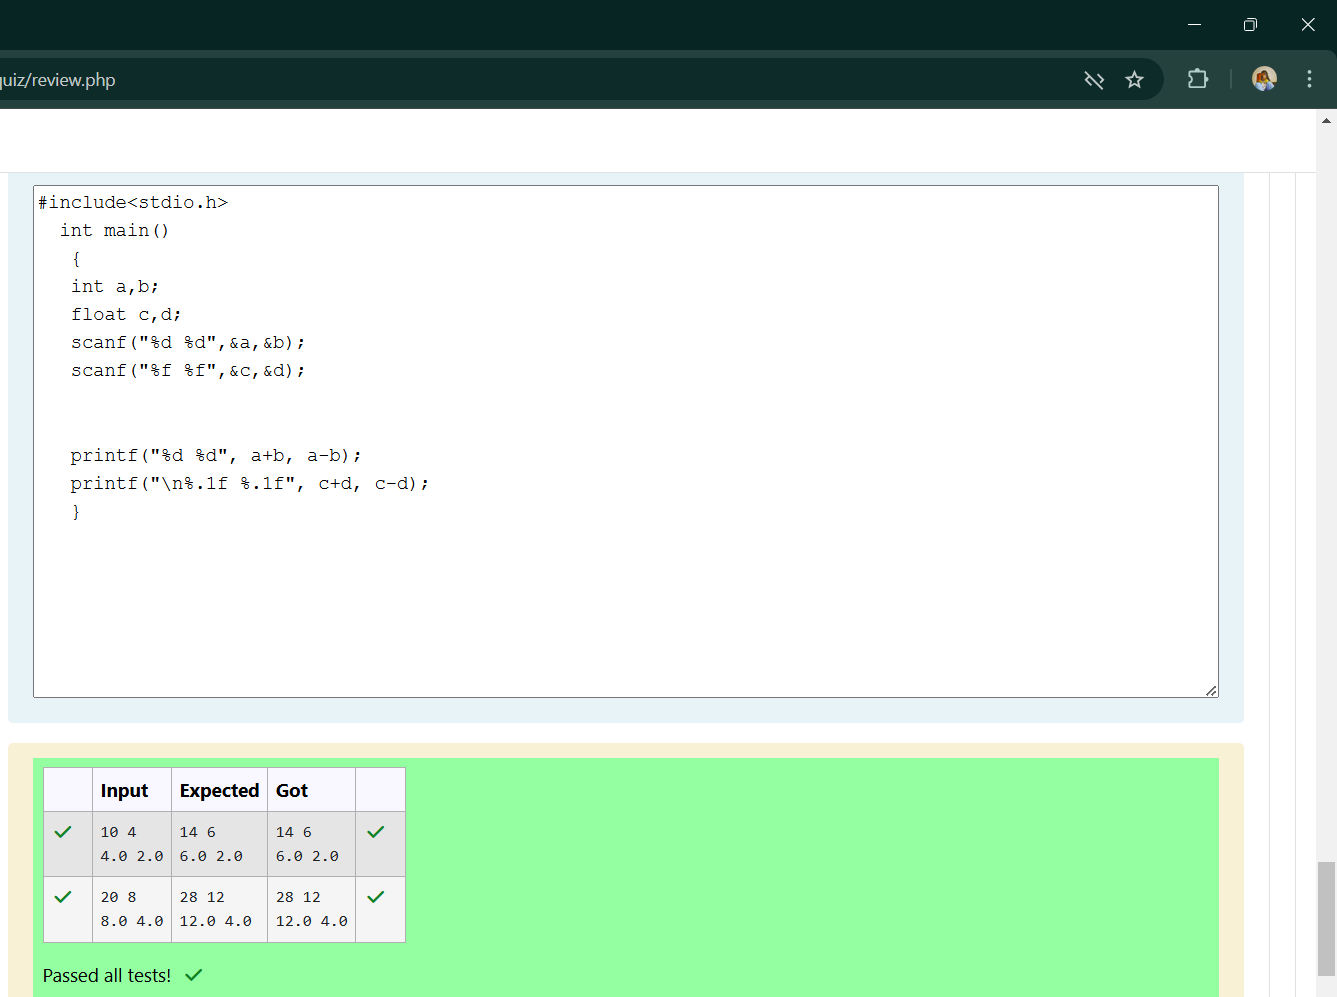 uiz/review.php
#include<stdio.h>
int main()
{
int a,b;
float c,d;
scanf("%d %d",&a,&b);
scanf("%f %f",&c,&d);
printf("%d %d", a+b, a-b);
printf("\n%.1f %.1f", c+d, c-d);
}
Input Expected Got
10 4 14 6 14 6
4.0 2.0 6.0 2.0 6.0 2.0
20 8 28 12 28 12
8.0 4.0 12.0 4.0 12.0 4.0
Passed all tests!